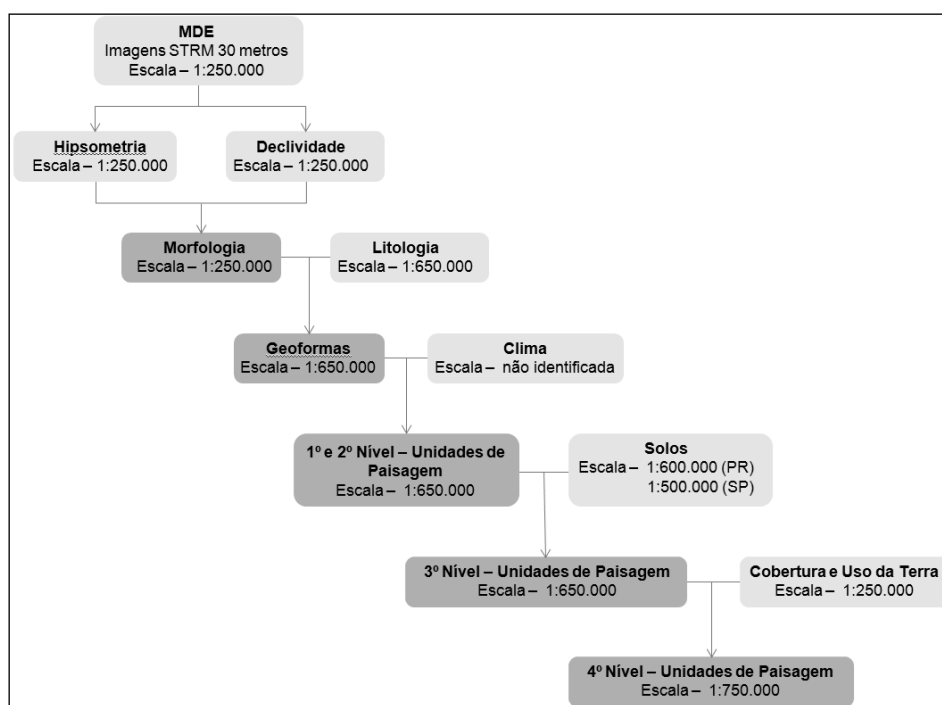 MDE
Imagens STRM 30 metros
Escala – 1:250.000
Hipsometria
Escala – 1:250.000
Declividade
Escala – 1:250.000
Morfologia
Escala – 1:250.000
Litologia
Escala – 1:650.000
Geoformas
Escala – 1:650.000
Clima
Escala – não identificada
1º e 2º Nível – Unidades de
Paisagem
Escala – 1:650.000
Solos
Escala – 1:600.000 (PR)
1:500.000 (SP)
3º Nível – Unidades de Paisagem
Escala – 1:650.000
Cobertura e Uso da Terra
Escala – 1:250.000
4º Nível – Unidades de Paisagem
Escala – 1:750.000